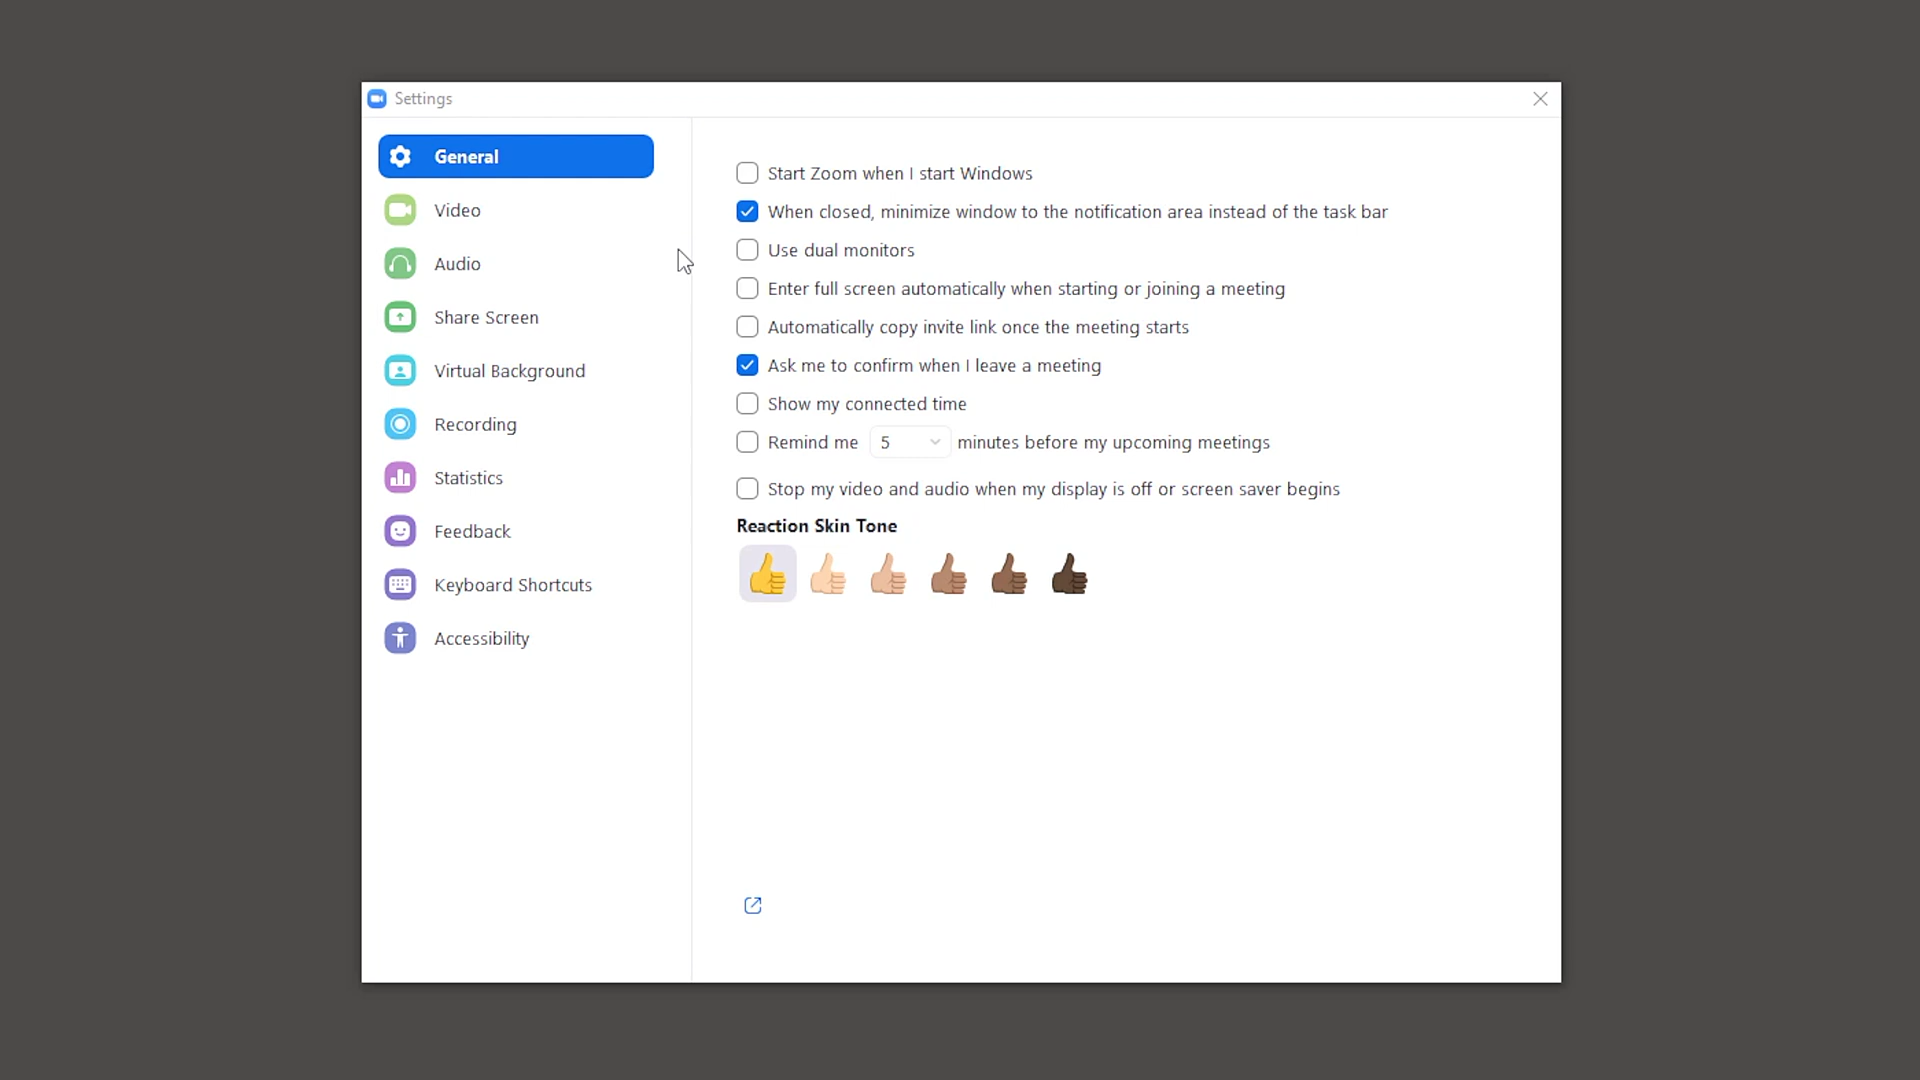 Settings
General
Video
Audio
Share Screen
Virtual Background
Recording
Statistics
Feedback
Keyboard Shortcuts
Accessibility
Start Zoom when I start Windows
When closed, minimize window to the notification area instead of the task bar
Use dual monitors
Enter full screen automatically when starting or joining a meeting
Automatically copy invite link once the meeting starts
Ask me to confirm when I leave a meeting
Show my connected time
Remind me 5 minutes before my upcoming meetings
Stop my video and audio when my display is off or screen saver begins
Reaction Skin Tone